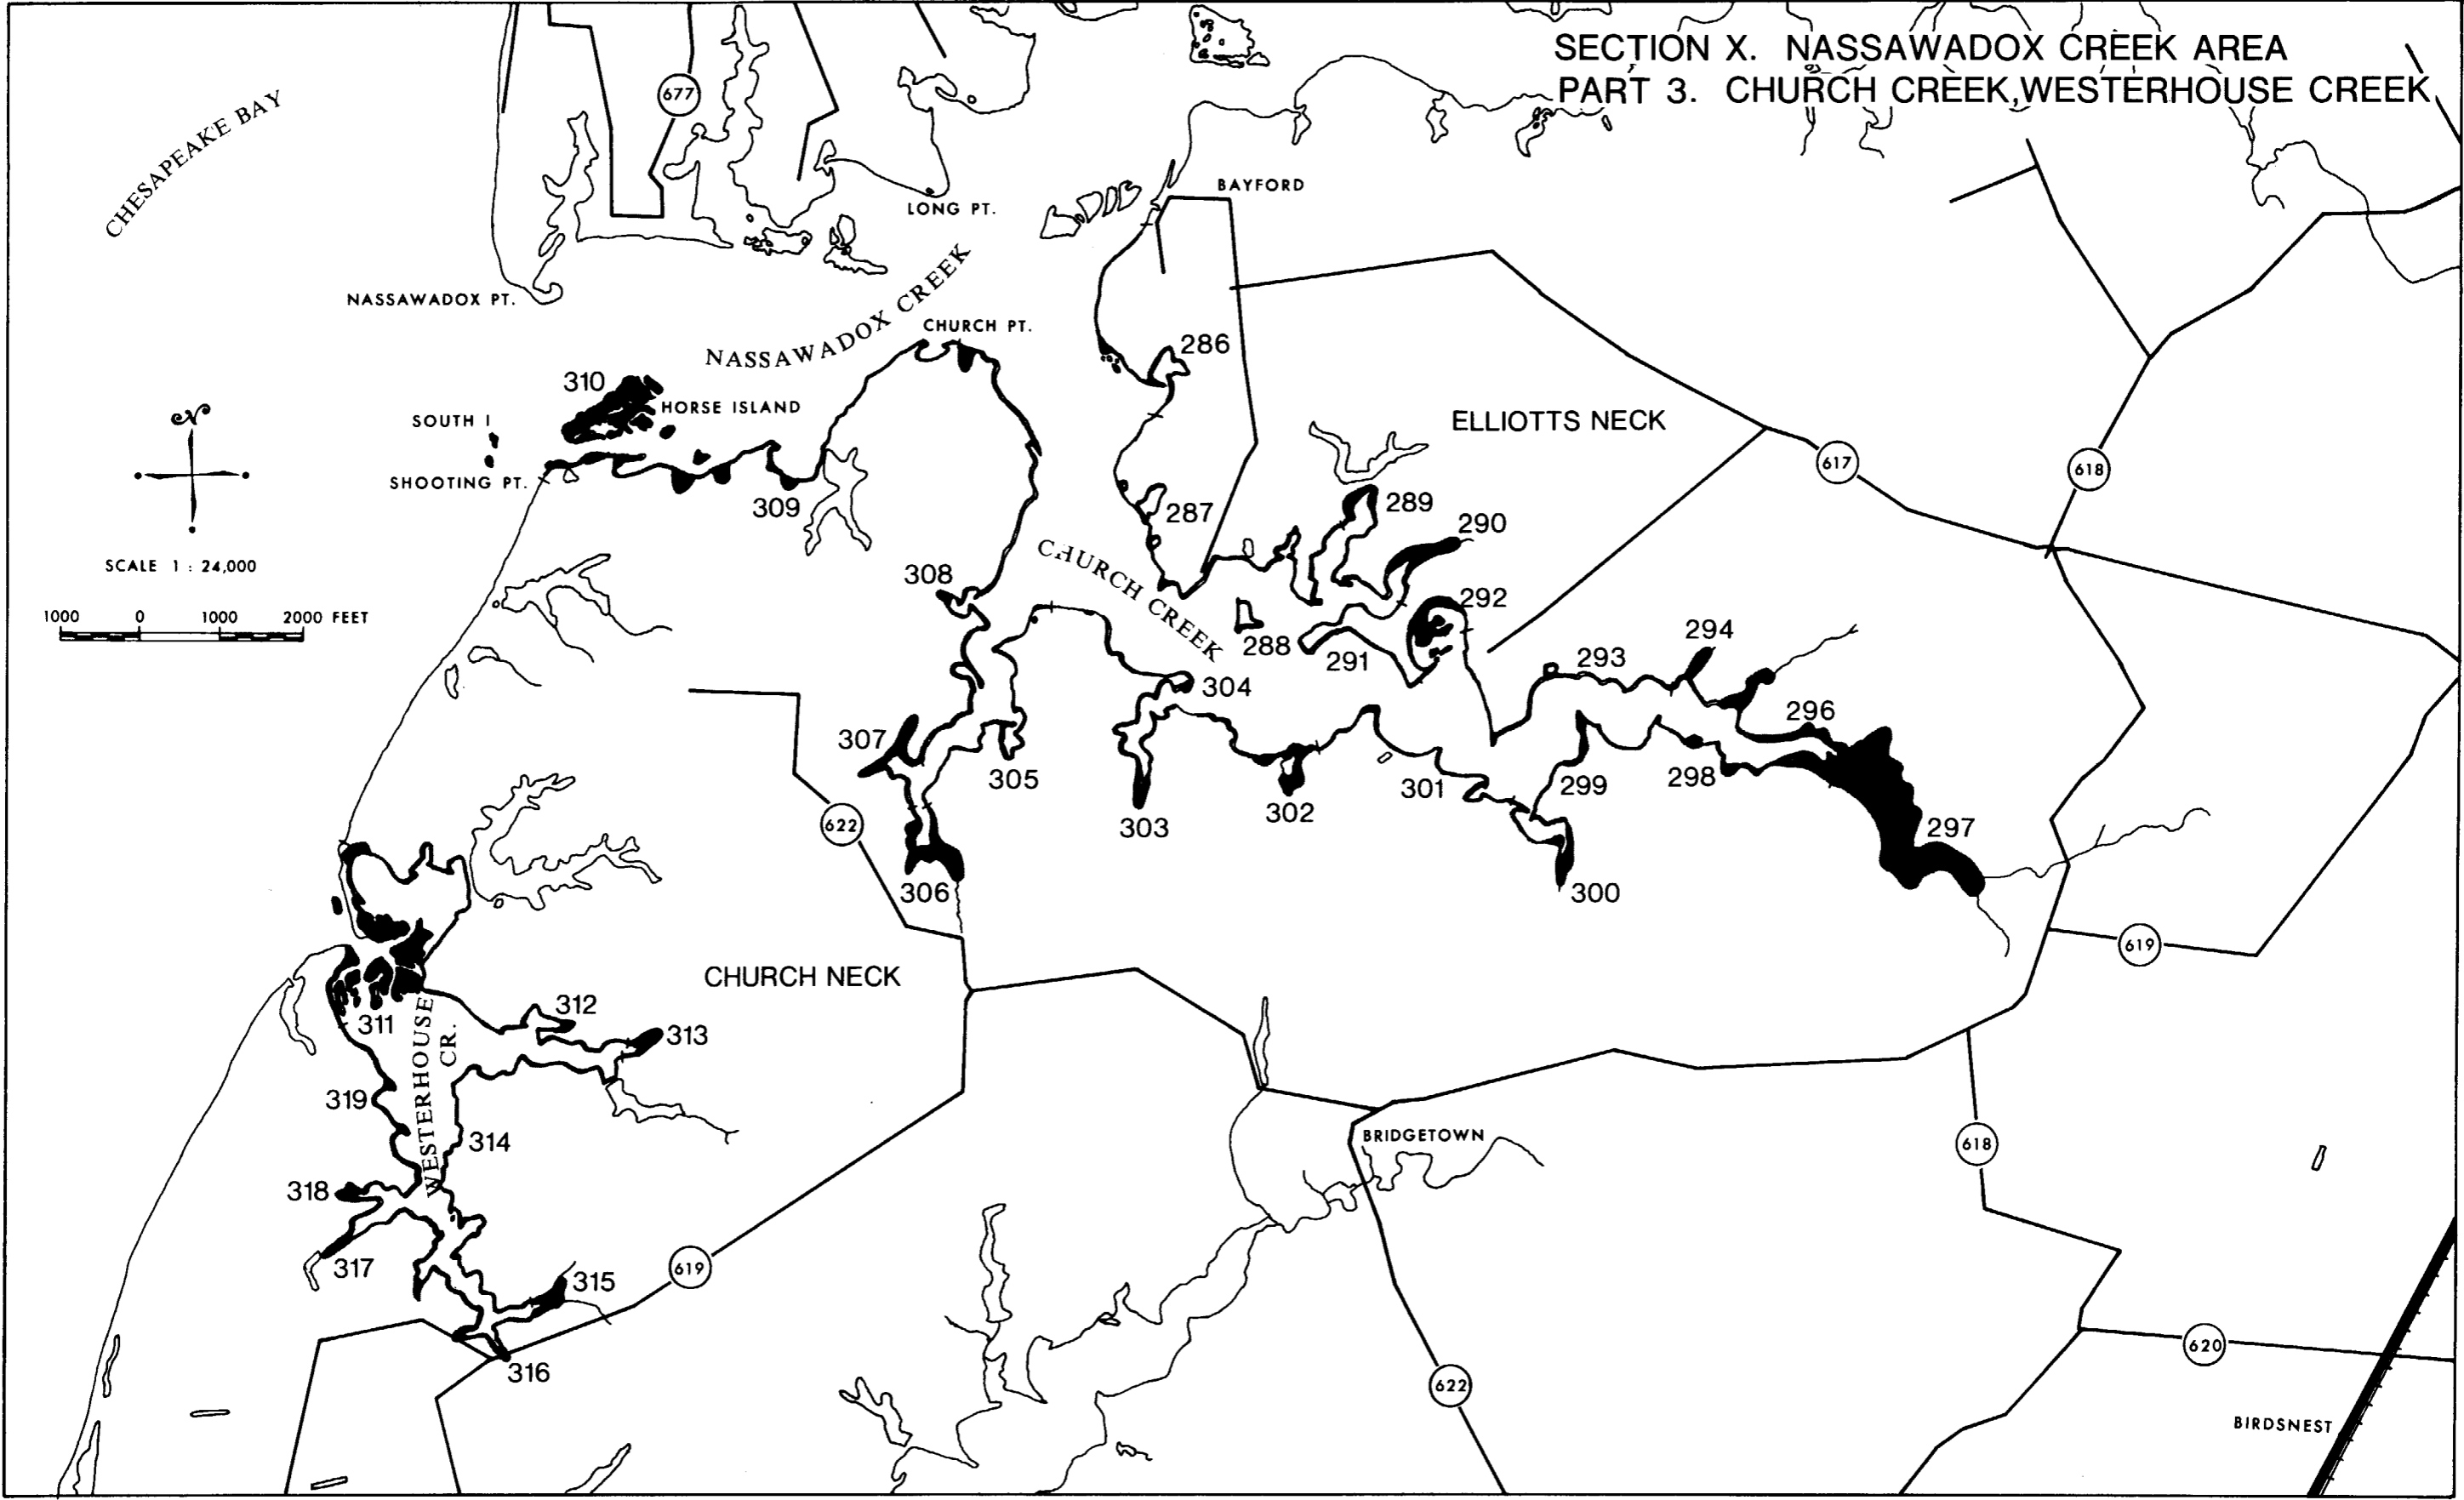 SECTION X. NASSAWADOX CREEK AREA
PART 3. CHURCH CREEK, WESTERHOUSE CREEK
CHESAPEAKE BAY
677
BAYFORD
LONG PT.
NASSAWADOX PT.
NASSAWADOX CREEK
CHURCH PT.
286
310
HORSE ISLAND
SOUTH I
SHOOTING PT.
N
ELLIOTTS NECK
617
618
309
287
289
290
SCALE 1 : 24,000
1000 0 1000 2000 FEET
CHURCH CREEK
308
288
291
292
293
294
304
296
307
305
303
302
301
299
298
297
622
306
300
619
CHURCH NECK
311
312
313
WESTERHOUSE CR.
319
314
BRIDGETOWN
618
318
317
619
315
316
620
622
BIRDSNEST